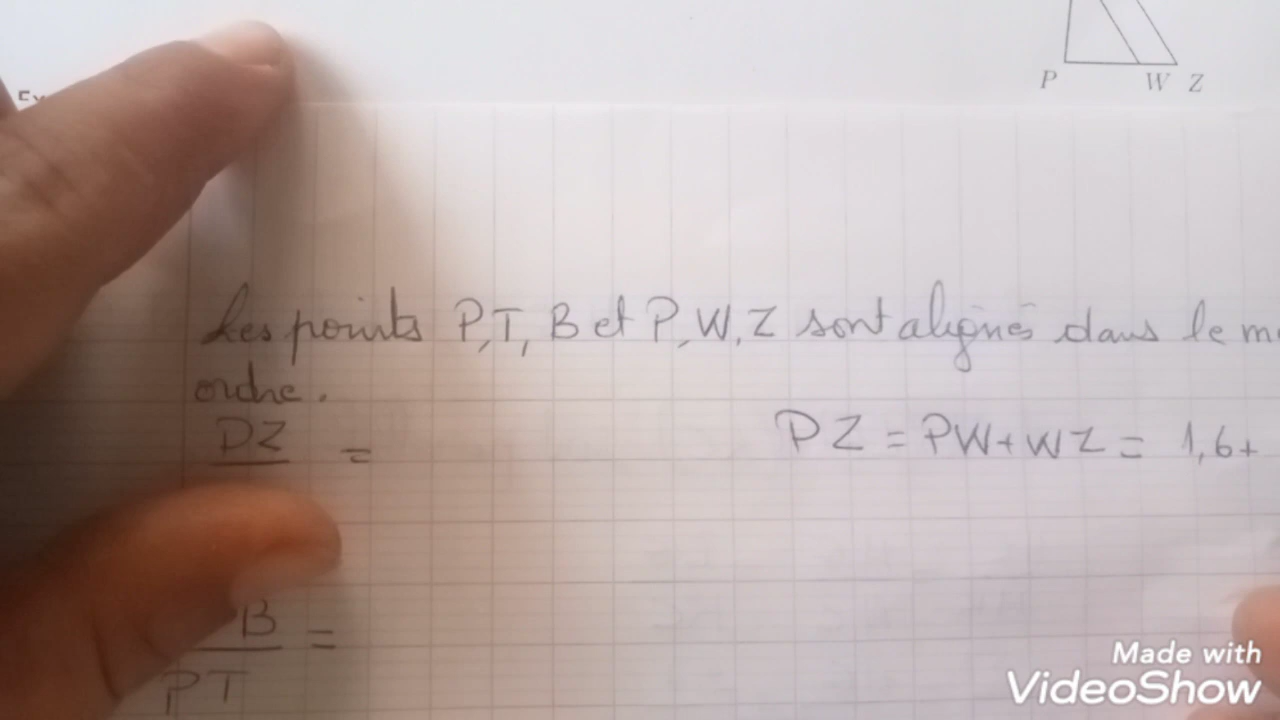 P W Z
Les points P, T, B et P, W, Z sont alignés dans le
ordre.
PZ = PZ = PW + WZ = 1,6 +
B =
PT
Made with
VideoShow